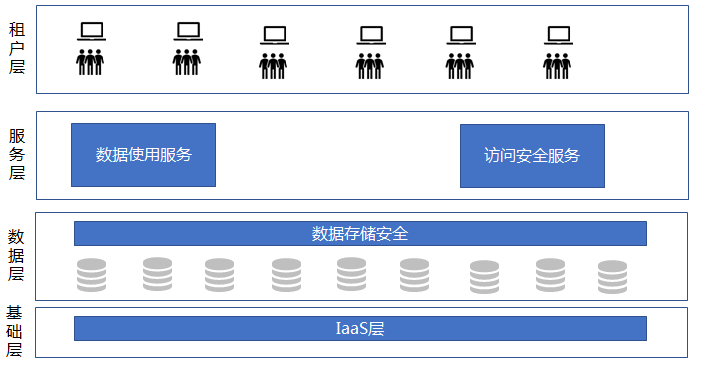 租户层
服务层
数据使用服务
访问安全服务
数据层
数据存储安全
基础层
IaaS层